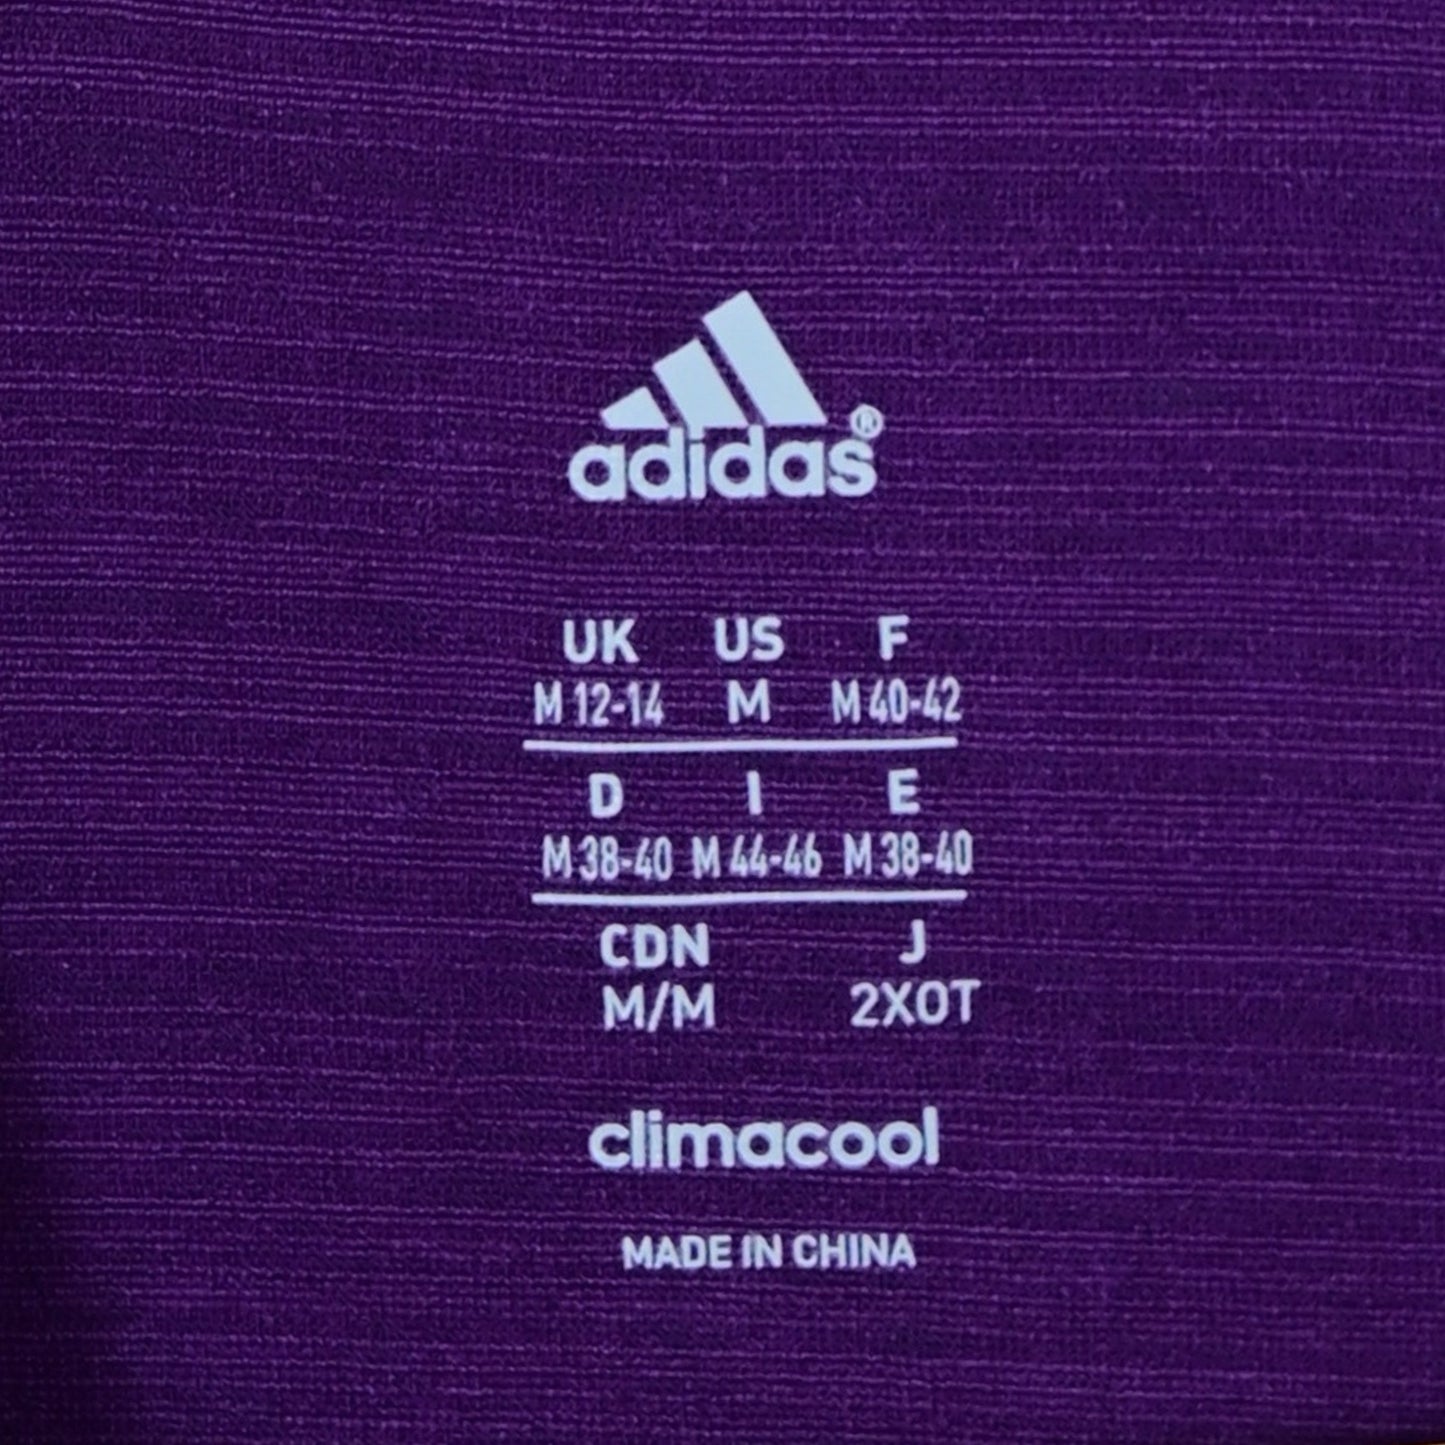 adidas®
UK US F
M 12-14 M M 40-42
D I E
M 38-40 M 44-46 M 38-40
CDN J
M/M 2XOT
climacool
MADE IN CHINA